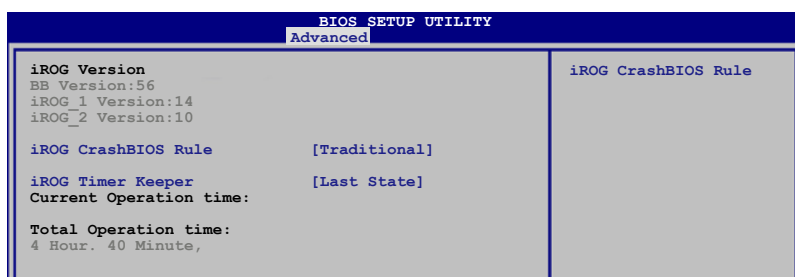 BIOS SETUP UTILITY
Advanced
iROG Version
BB Version:56
iROG_1 Version:14
iROG_2 Version:10
iROG CrashBIOS Rule [Traditional]
iROG Timer Keeper [Last State]
Current Operation time:
Total Operation time:
4 Hour. 40 Minute,
iROG CrashBIOS Rule